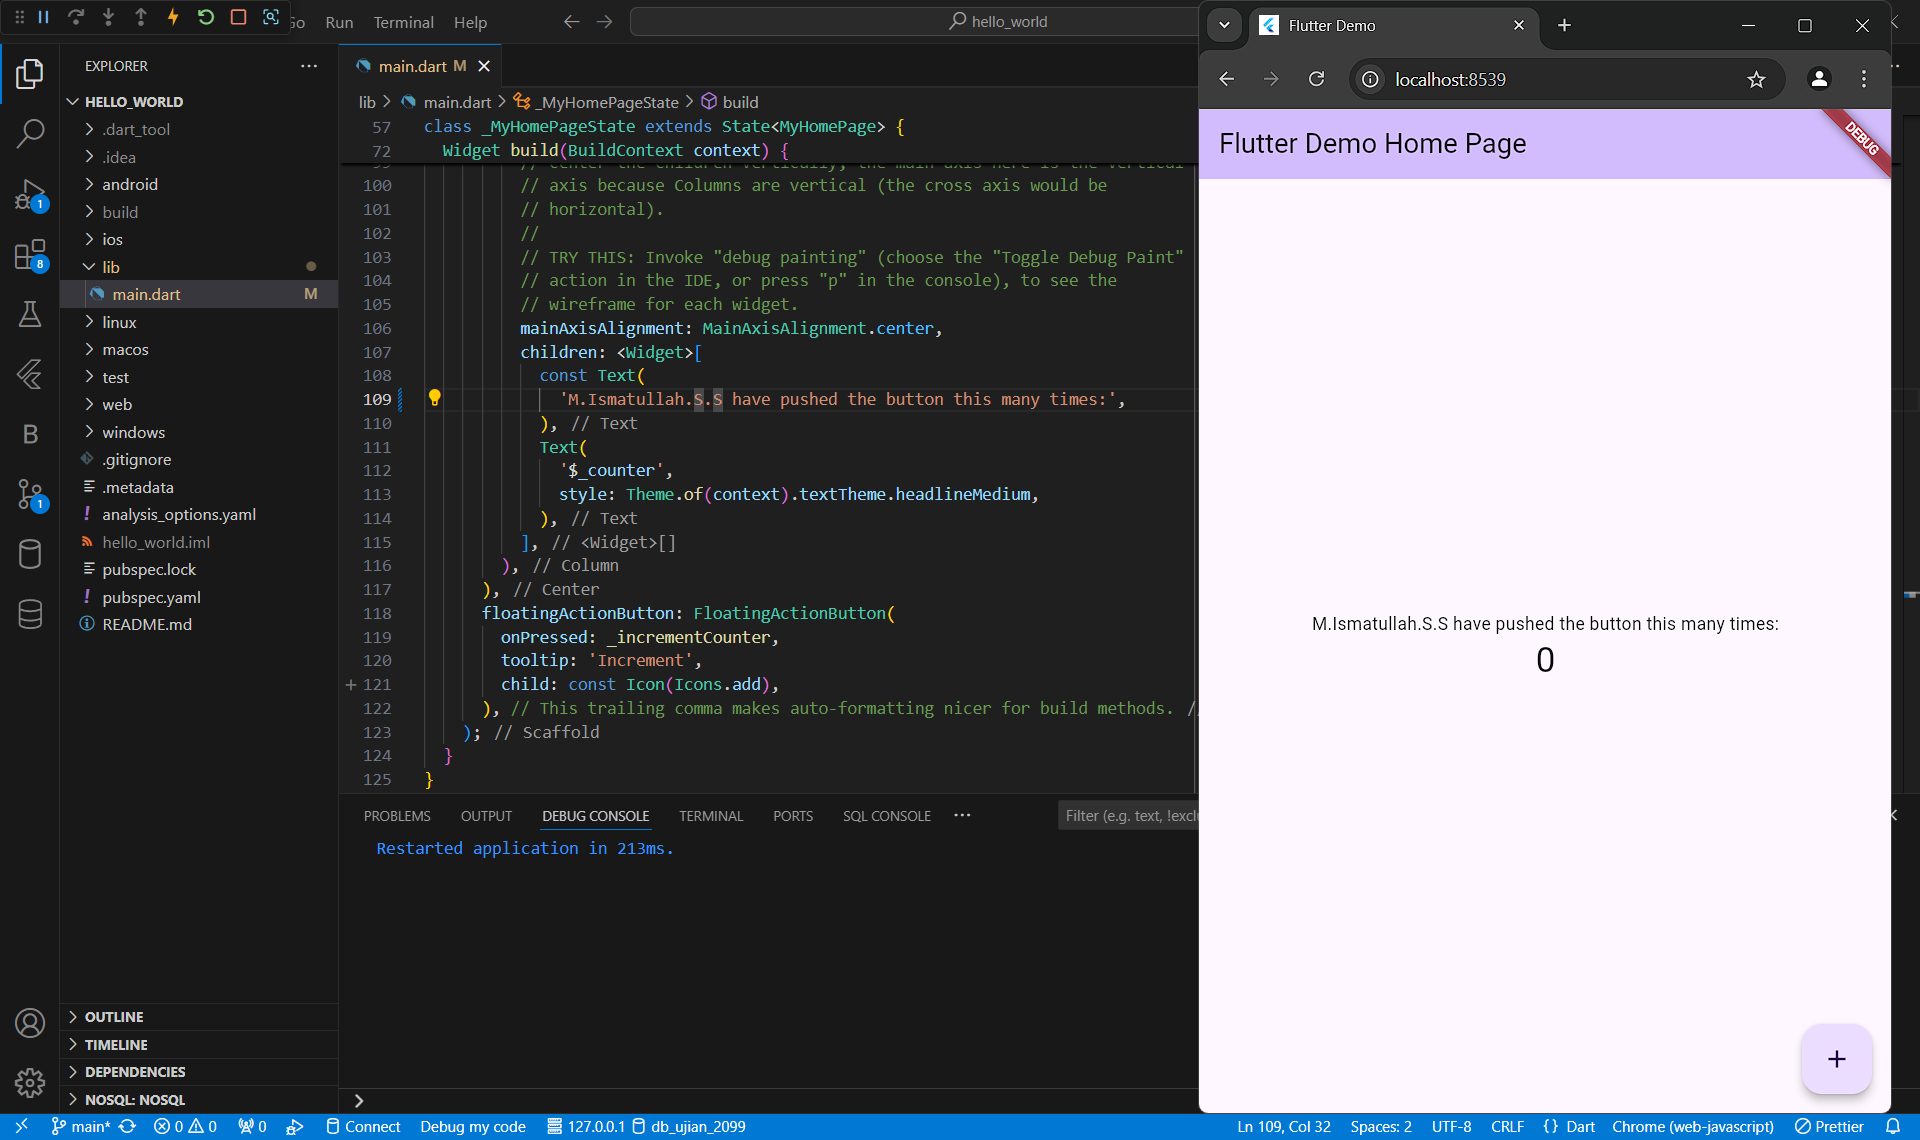 Go Run Terminal Help
hello_world
EXPLORER
HELLO_WORLD
.dart_tool
.idea
android
build
ios
lib
main.dart M
linux
macos
test
web
windows
.gitignore
.metadata
analysis_options.yaml
hello_world.iml
pubspec.lock
pubspec.yaml
README.md
OUTLINE
TIMELINE
DEPENDENCIES
NOSQL: NOSQL
1
8
B
1
main.dart M
lib > main.dart > _MyHomePageState > build
57 class _MyHomePageState extends State<MyHomePage> {
72 Widget build(BuildContext context) {
100 // axis because Columns are vertical (the cross axis would be
101 // horizontal).
102 //
103 // TRY THIS: Invoke "debug painting" (choose the "Toggle Debug Paint"
104 // action in the IDE, or press "p" in the console), to see the
105 // wireframe for each widget.
106 mainAxisAlignment: MainAxisAlignment.center,
107 children: <Widget>[
108 const Text(
109 'M.Ismatullah.S.S have pushed the button this many times:',
110 ), // Text
111 Text(
112 '$_counter',
113 style: Theme.of(context).textTheme.headlineMedium,
114 ), // Text
115 ], // <Widget>[]
116 ), // Column
117 ), // Center
118 floatingActionButton: FloatingActionButton(
119 onPressed: _incrementCounter,
120 tooltip: 'Increment',
121 child: const Icon(Icons.add),
122 ), // This trailing comma makes auto-formatting nicer for build methods. //
123 ); // Scaffold
124 }
125 }
PROBLEMS OUTPUT DEBUG CONSOLE TERMINAL PORTS SQL CONSOLE
Filter (e.g. text, !exclu
Restarted application in 213ms.
Flutter Demo
localhost:8539
Flutter Demo Home Page
DEBUG
M.Ismatullah.S.S have pushed the button this many times:
0
+
main* 0 0 0 Connect Debug my code 127.0.0.1 db_ujian_2099
Ln 109, Col 32 Spaces: 2 UTF-8 CRLF {} Dart Chrome (web-javascript) Prettier